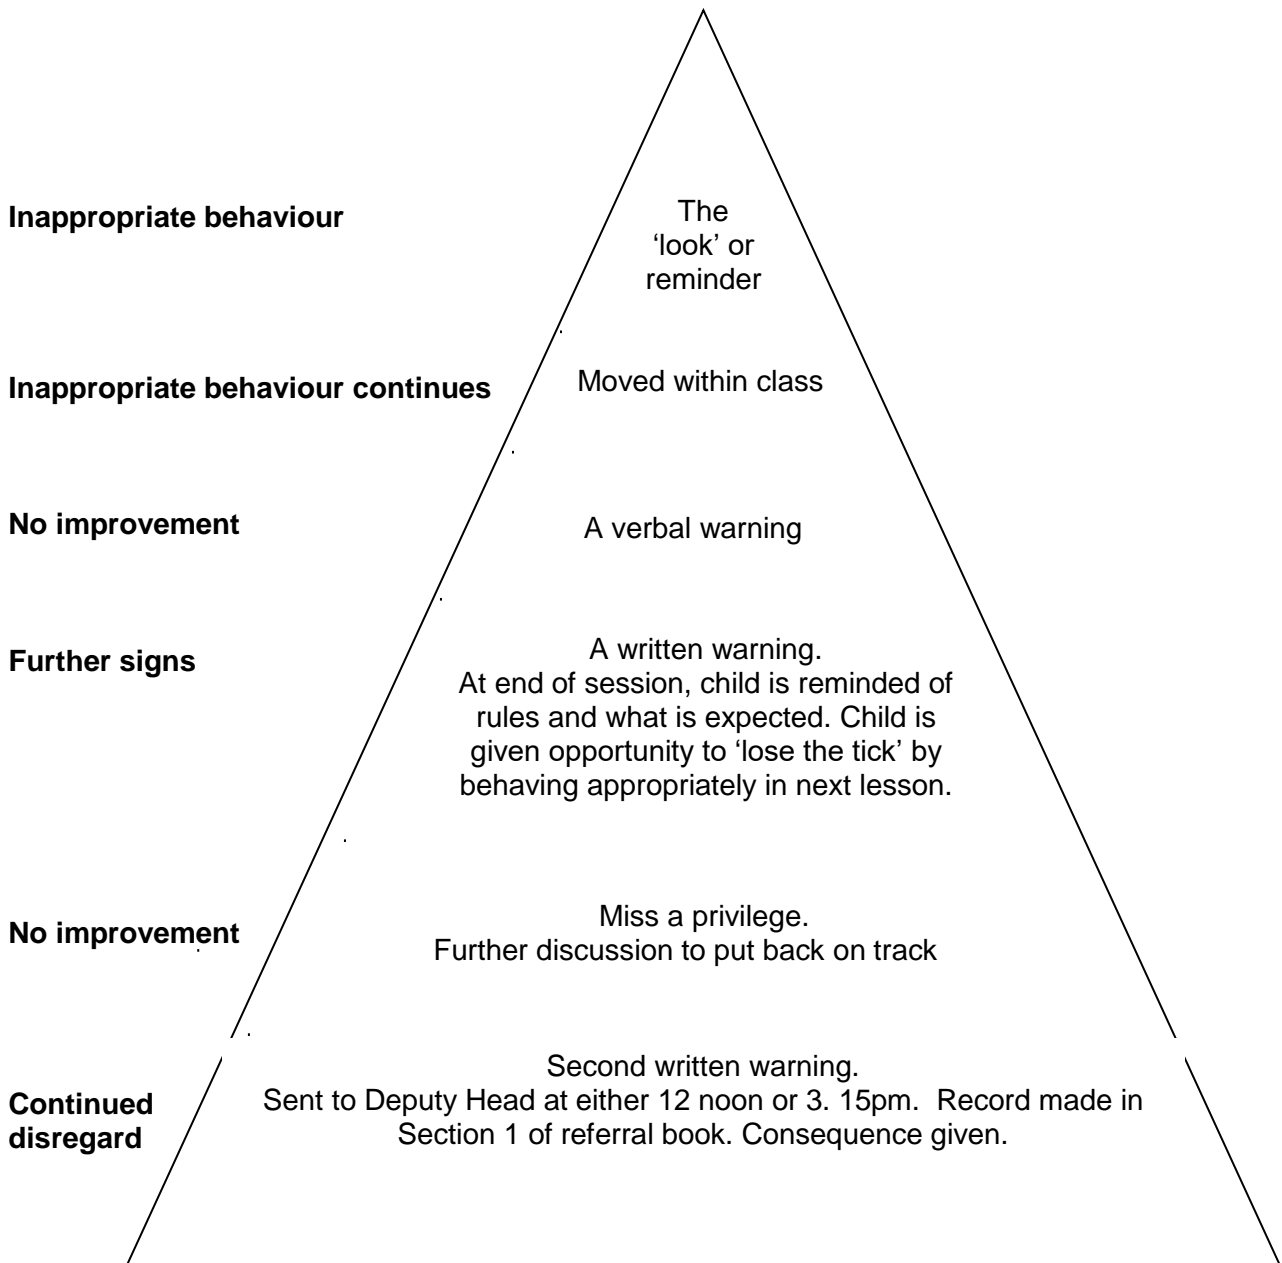 Inappropriate behaviour
The
‘look’ or
reminder
Inappropriate behaviour continues
Moved within class
No improvement
A verbal warning
Further signs
A written warning.
At end of session, child is reminded of
rules and what is expected. Child is
given opportunity to ‘lose the tick’ by
behaving appropriately in next lesson.
No improvement
Miss a privilege.
Further discussion to put back on track
Continued
disregard
Second written warning.
Sent to Deputy Head at either 12 noon or 3. 15pm.  Record made in
Section 1 of referral book. Consequence given.